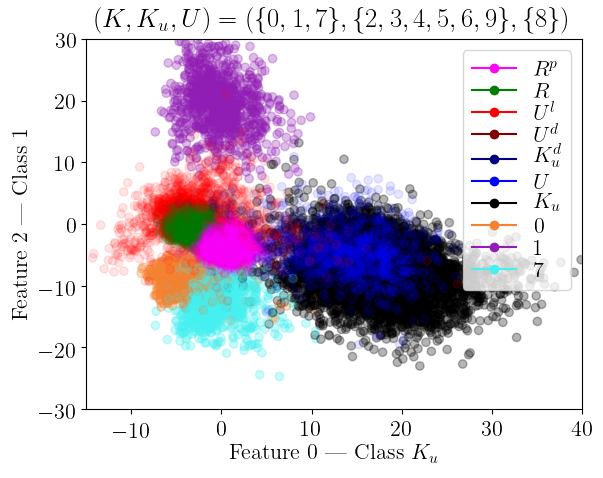 (K, K_u, U) = ({0, 1, 7}, {2, 3, 4, 5, 6, 9}, {8})
30
20
10
0
−10
−20
−30
Feature 2 — Class 1
R^p
R
U^l
U^d
K_u^d
U
K_u
0
1
7
−10 0 10 20 30 40
Feature 0 — Class K_u